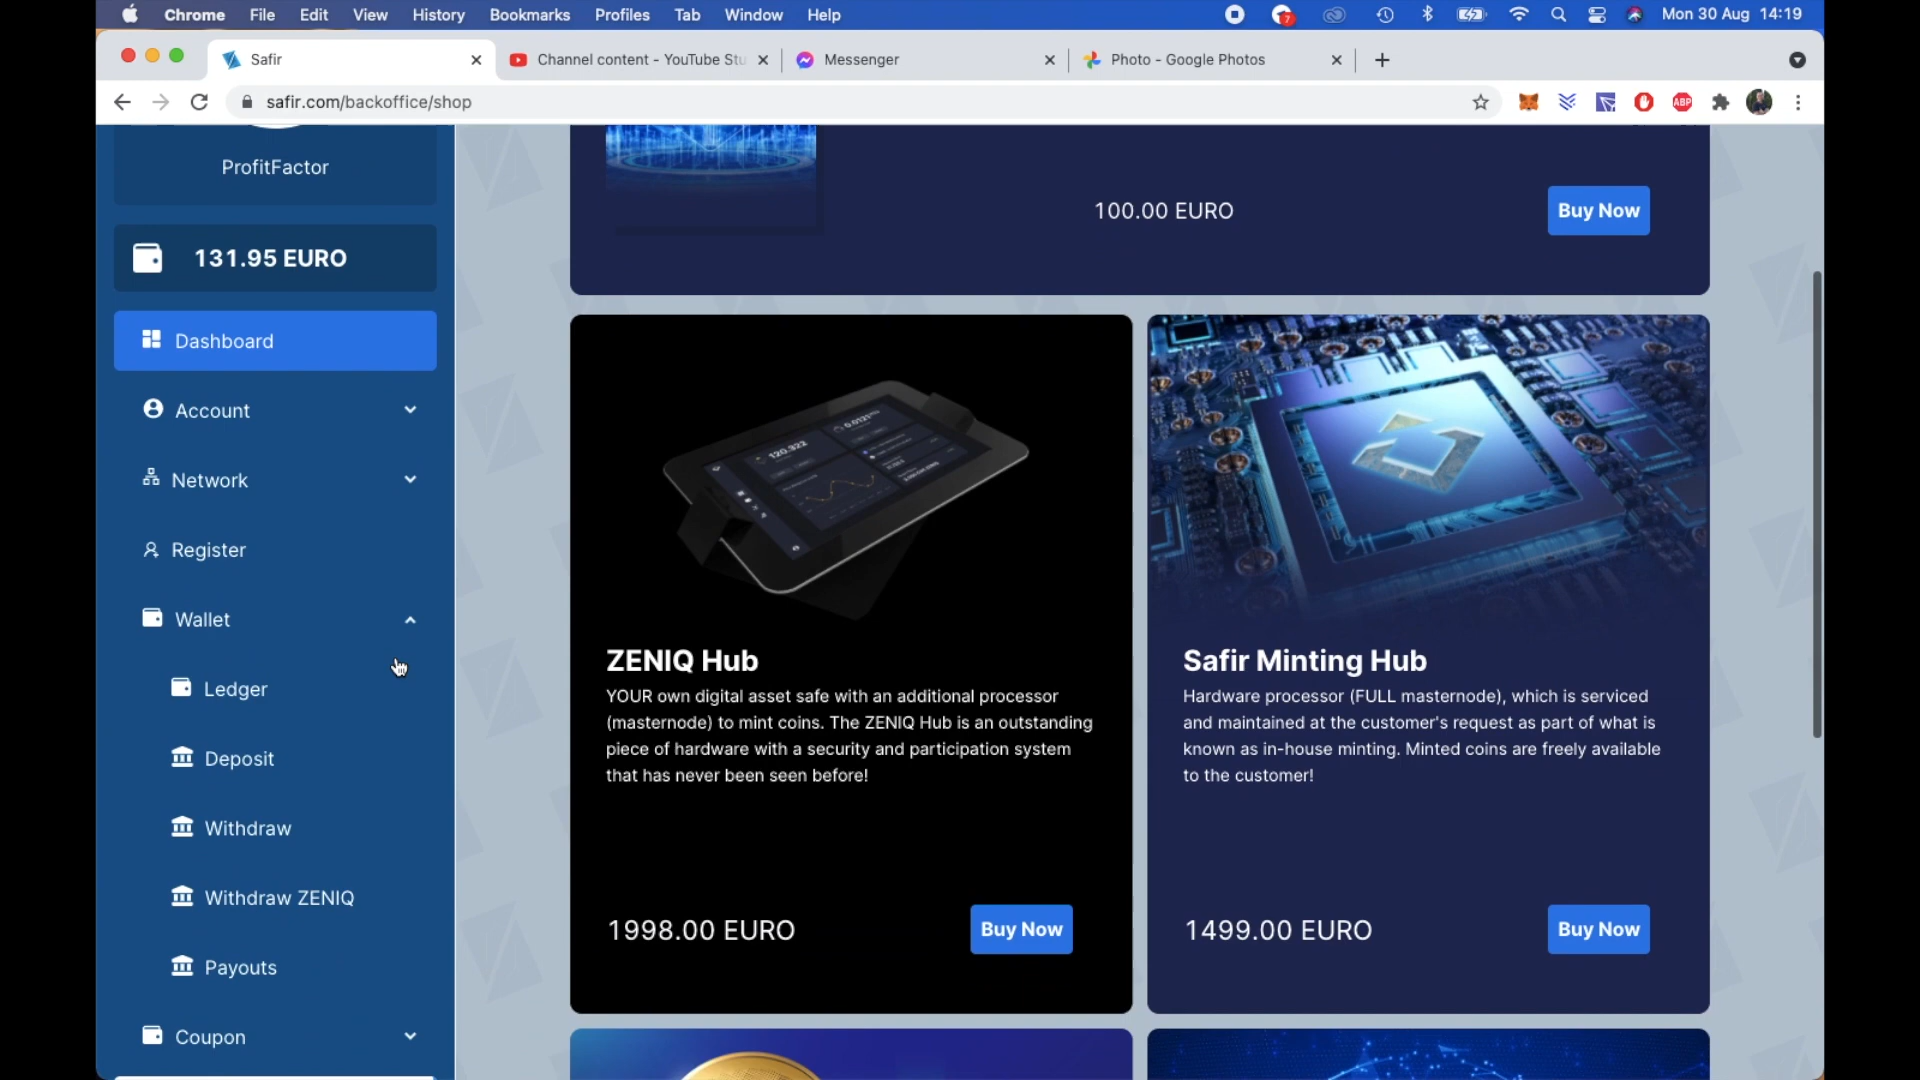 Chrome File Edit View History Bookmarks Profiles Tab Window Help
7
Mon 30 Aug 14:19
Safir
Channel content - YouTube Stu
Messenger
Photo - Google Photos
safir.com/backoffice/shop
ABP
ProfitFactor
131.95 EURO
Dashboard
Account
Network
Register
Wallet
Ledger
Deposit
Withdraw
Withdraw ZENIQ
Payouts
Coupon
100.00 EURO
Buy Now
120.322
0.0121
ZENIQ Hub
YOUR own digital asset safe with an additional processor
(masternode) to mint coins. The ZENIQ Hub is an outstanding
piece of hardware with a security and participation system
that has never been seen before!
1998.00 EURO
Buy Now
Safir Minting Hub
Hardware processor (FULL masternode), which is serviced
and maintained at the customer's request as part of what is
known as in-house minting. Minted coins are freely available
to the customer!
1499.00 EURO
Buy Now